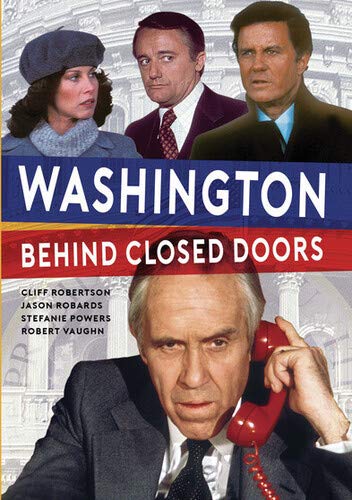 WASHINGTON
BEHIND CLOSED DOORS
CLIFF ROBERTSON
JASON ROBARDS
STEFANIE POWERS
ROBERT VAUGHN